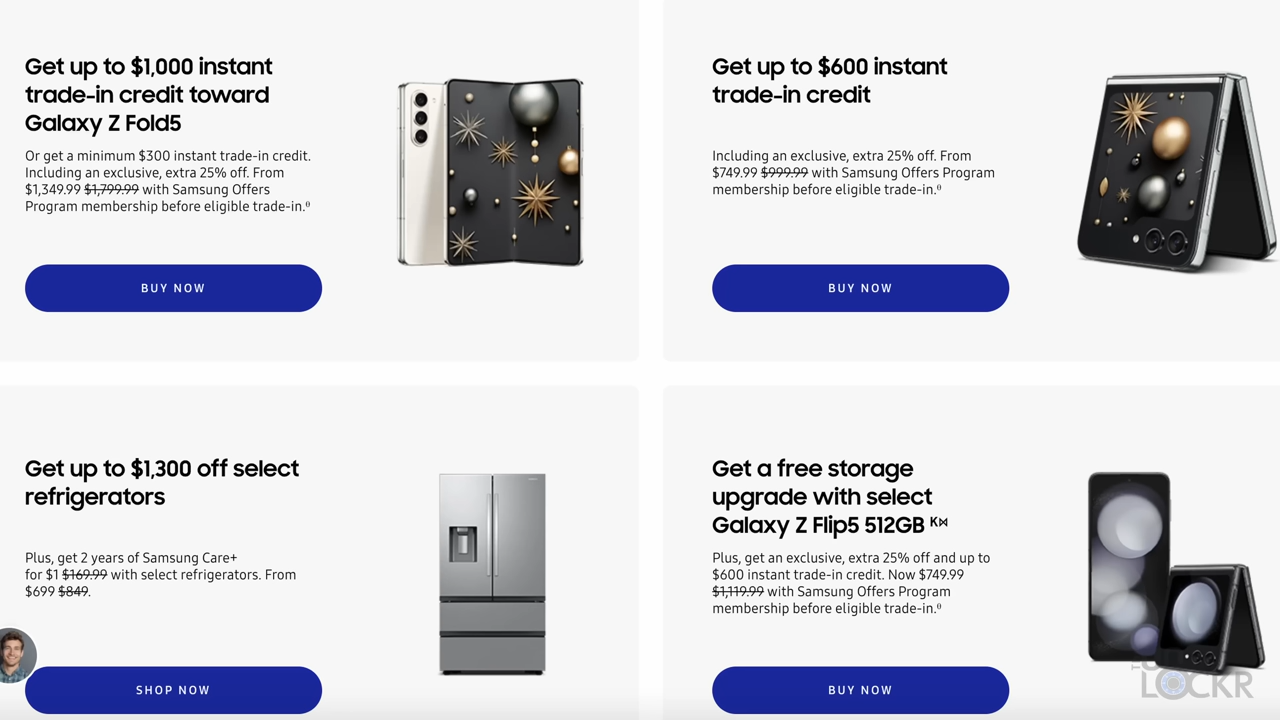 Get up to $1,000 instant
trade-in credit toward
Galaxy Z Fold5
Or get a minimum $300 instant trade-in credit.
Including an exclusive, extra 25% off. From
$1,349.99 $1,799.99 with Samsung Offers
Program membership before eligible trade-in.θ
BUY NOW
Get up to $600 instant
trade-in credit
Including an exclusive, extra 25% off. From
$749.99 $999.99 with Samsung Offers Program
membership before eligible trade-in.θ
BUY NOW
Get up to $1,300 off select
refrigerators
Plus, get 2 years of Samsung Care+
for $1 $169.99 with select refrigerators. From
$699 $849.
SHOP NOW
Get a free storage
upgrade with select
Galaxy Z Flip5 512GB K⋈
Plus, get an exclusive, extra 25% off and up to
$600 instant trade-in credit. Now $749.99
$1,119.99 with Samsung Offers Program
membership before eligible trade-in.θ
BUY NOW
LOCKR